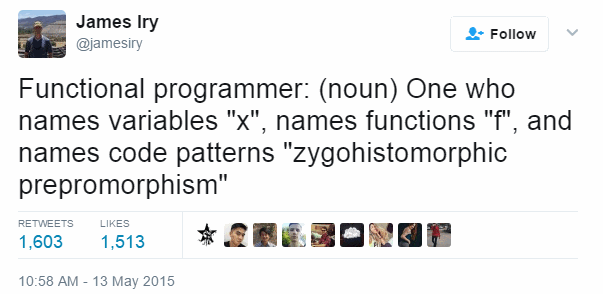 James Iry
@jamesiry
Follow
Functional programmer: (noun) One who
names variables "x", names functions "f", and
names code patterns "zygohistomorphic
prepromorphism"
RETWEETS LIKES
1,603 1,513
10:58 AM - 13 May 2015